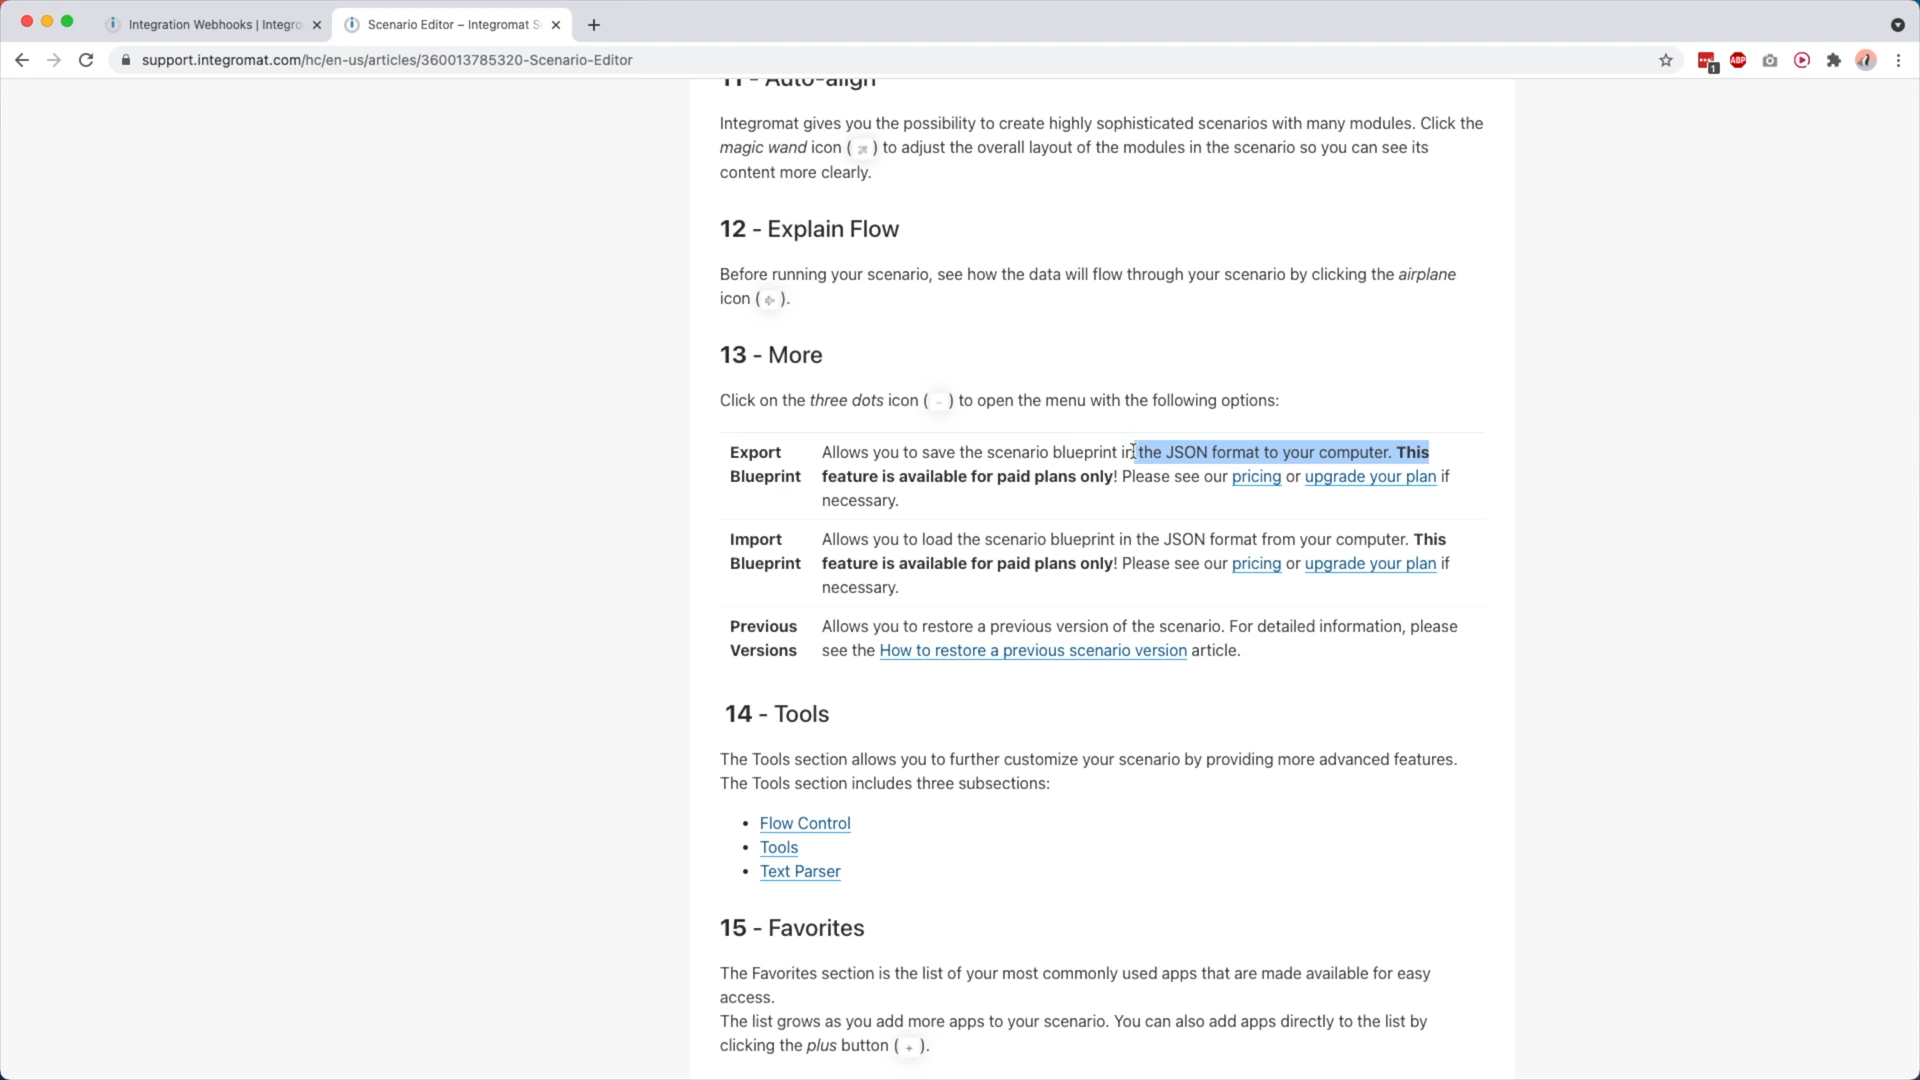 Integration Webhooks | Integro
Scenario Editor – Integromat S
support.integromat.com/hc/en-us/articles/360013785320-Scenario-Editor
1
ABP
11 - Auto-align
Integromat gives you the possibility to create highly sophisticated scenarios with many modules. Click the
magic wand icon ( ) to adjust the overall layout of the modules in the scenario so you can see its
content more clearly.
12 - Explain Flow
Before running your scenario, see how the data will flow through your scenario by clicking the airplane
icon ( ).
13 - More
Click on the three dots icon ( ) to open the menu with the following options:
Export Allows you to save the scenario blueprint in the JSON format to your computer. This
Blueprint feature is available for paid plans only! Please see our pricing or upgrade your plan if
necessary.
Import Allows you to load the scenario blueprint in the JSON format from your computer. This
Blueprint feature is available for paid plans only! Please see our pricing or upgrade your plan if
necessary.
Previous Allows you to restore a previous version of the scenario. For detailed information, please
Versions see the How to restore a previous scenario version article.
14 - Tools
The Tools section allows you to further customize your scenario by providing more advanced features.
The Tools section includes three subsections:
• Flow Control
• Tools
• Text Parser
15 - Favorites
The Favorites section is the list of your most commonly used apps that are made available for easy
access.
The list grows as you add more apps to your scenario. You can also add apps directly to the list by
clicking the plus button ( + ).